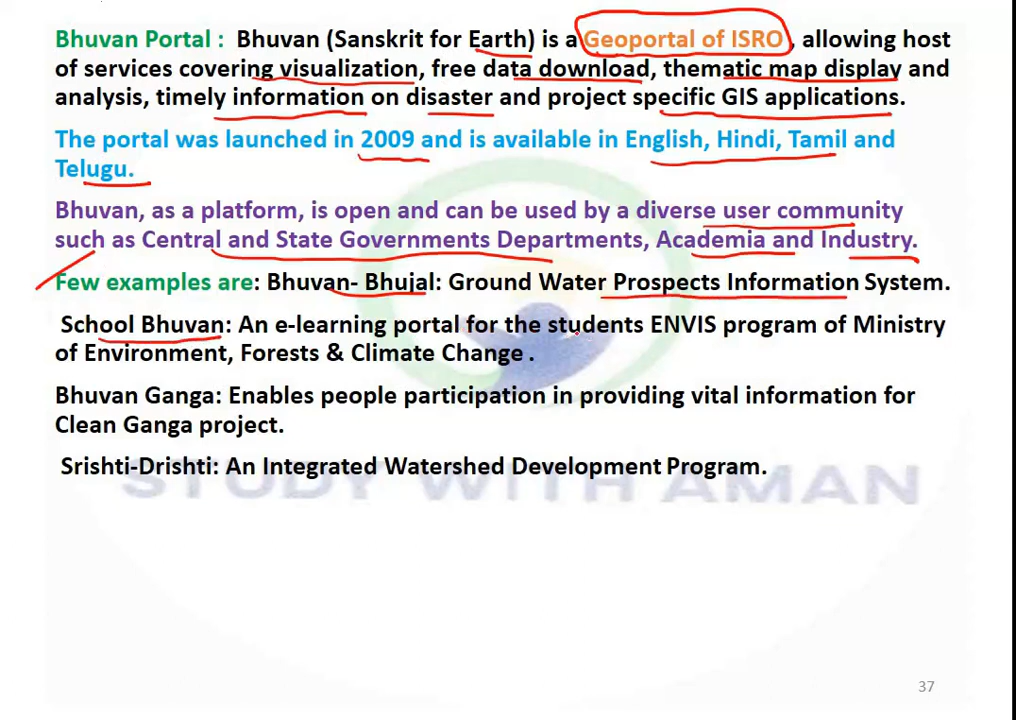 Bhuvan Portal : Bhuvan (Sanskrit for Earth) is a Geoportal of ISRO , allowing host
of services covering visualization, free data download, thematic map display and
analysis, timely information on disaster and project specific GIS applications.
The portal was launched in 2009 and is available in English, Hindi, Tamil and
Telugu.
Bhuvan, as a platform, is open and can be used by a diverse user community
such as Central and State Governments Departments, Academia and Industry.
Few examples are: Bhuvan- Bhujal: Ground Water Prospects Information System.
School Bhuvan: An e-learning portal for the students ENVIS program of Ministry
of Environment, Forests & Climate Change .
Bhuvan Ganga: Enables people participation in providing vital information for
Clean Ganga project.
Srishti-Drishti: An Integrated Watershed Development Program.
STUDY WITH AMAN
37